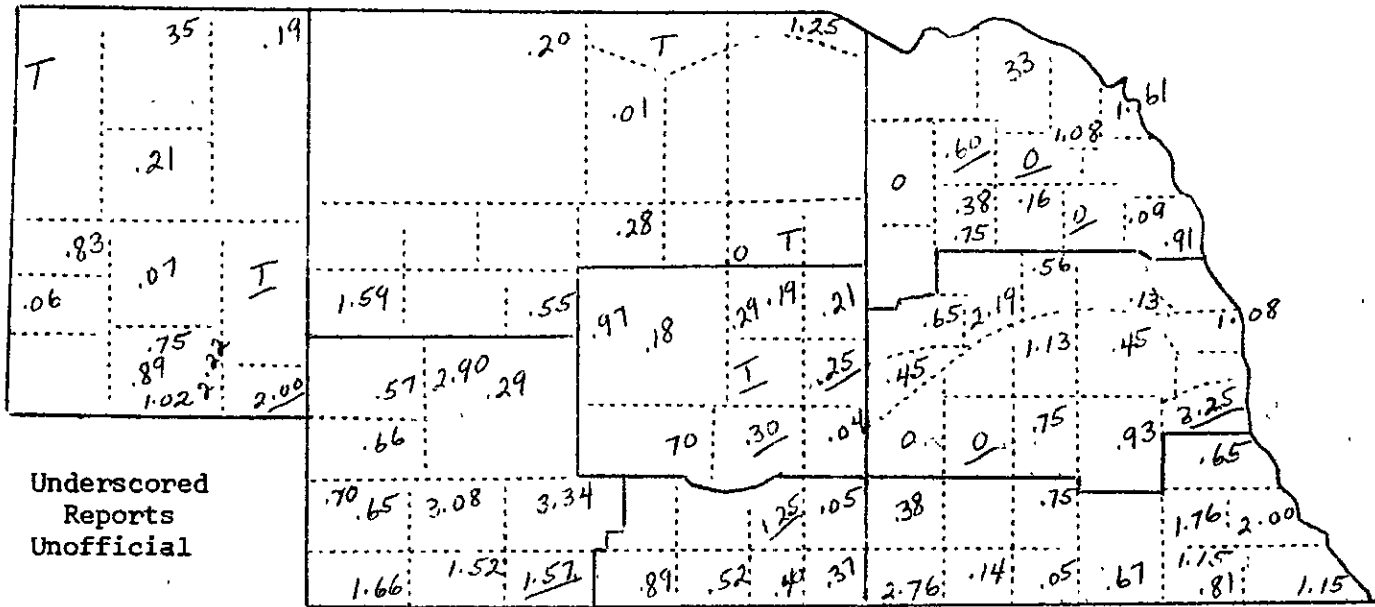 35 .19 .20 T 1.25
T 33
.01 1.61
1.08
.21 .60 0
0
.38 .16 0 .09
.28 .75 .91
.83 0 T
.07 T .56
.06 1.59 .55 .97 .18 .29 .19 .21 .65 2.19 .13 1.08
.75 1.13 .45
.89 2.22 .57 2.90 .29 T .25 .45
1.02 2.00 3.25
.66 70 .30 .04 0 0 .75 .93
.65
Underscored
Reports
Unofficial
.70 .65 3.08 3.34 1.25 .05 .38 .75
1.76 2.00
1.66 1.52 1.57 .89 .52 .40 .37 2.76 .14 .05 .67 1.15 .81 1.15